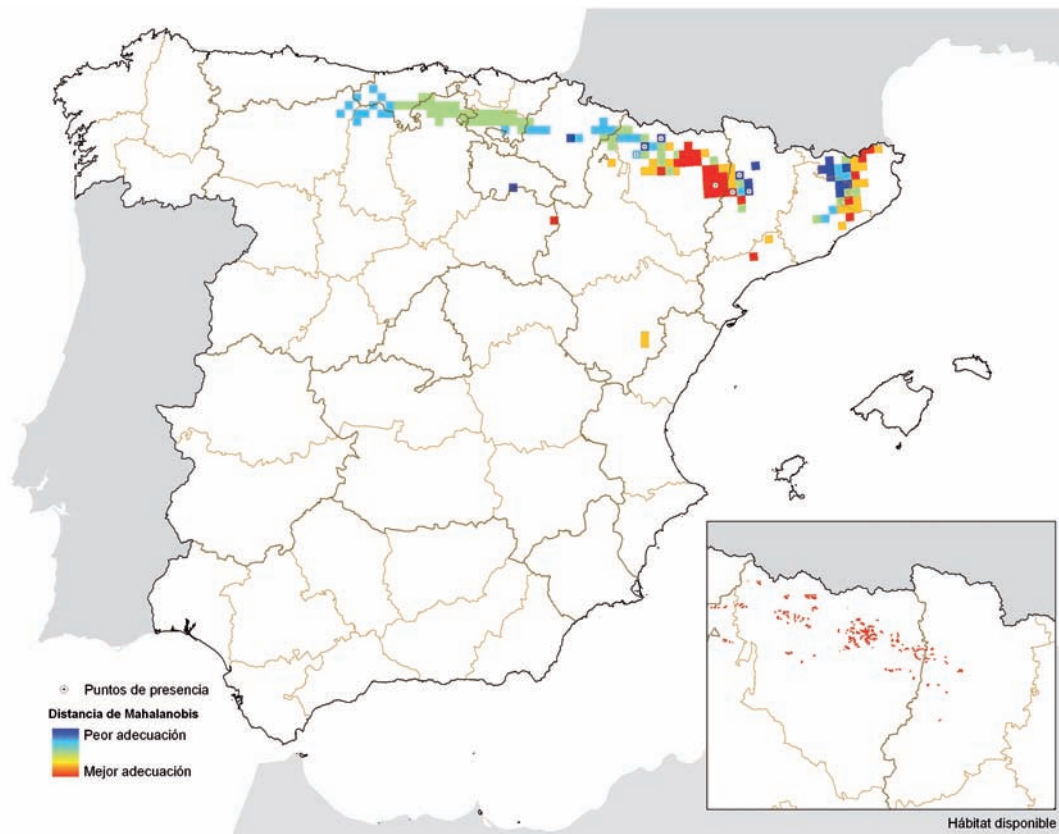 Puntos de presencia
Distancia de Mahalanobis
Peor adecuación
Mejor adecuación
Hábitat disponible